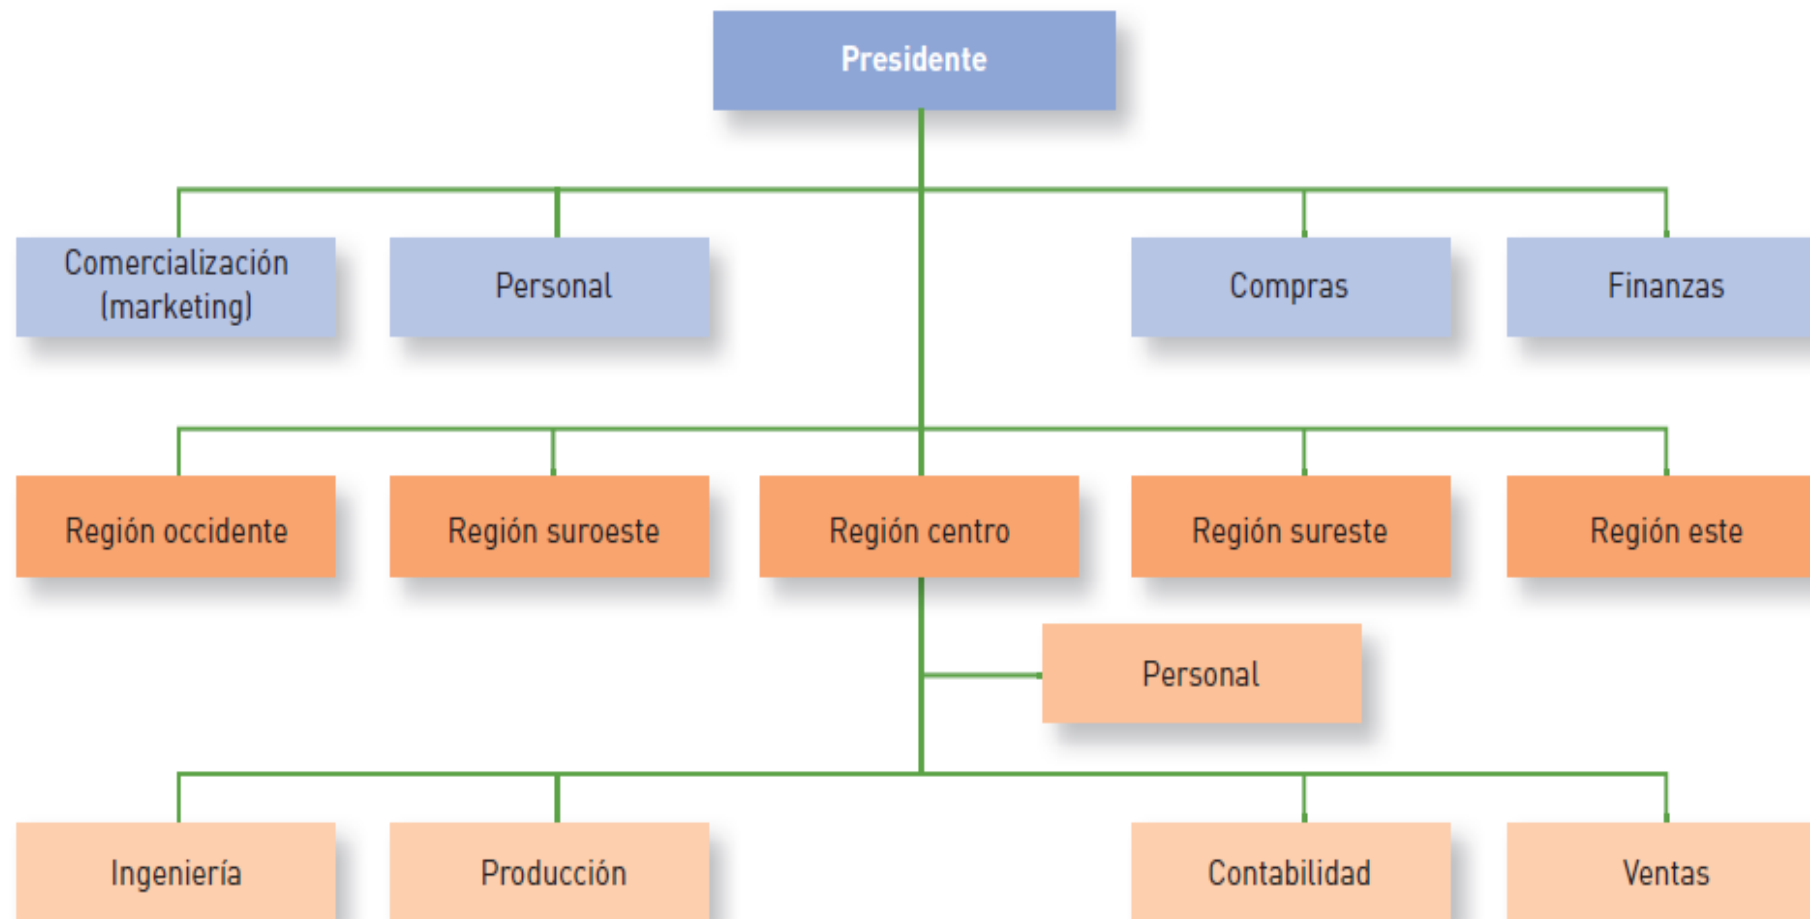 Presidente
Comercialización
(marketing)
Personal
Compras
Finanzas
Región occidente
Región suroeste
Región centro
Región sureste
Región este
Personal
Ingeniería
Producción
Contabilidad
Ventas